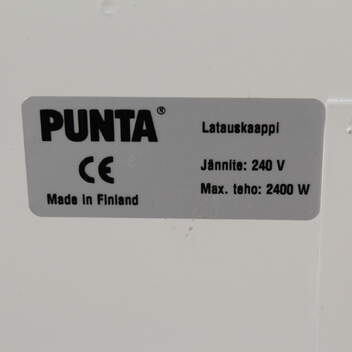 PUNTA®
CE
Made in Finland
Latauskaappi
Jännite: 240 V
Max. teho: 2400 W